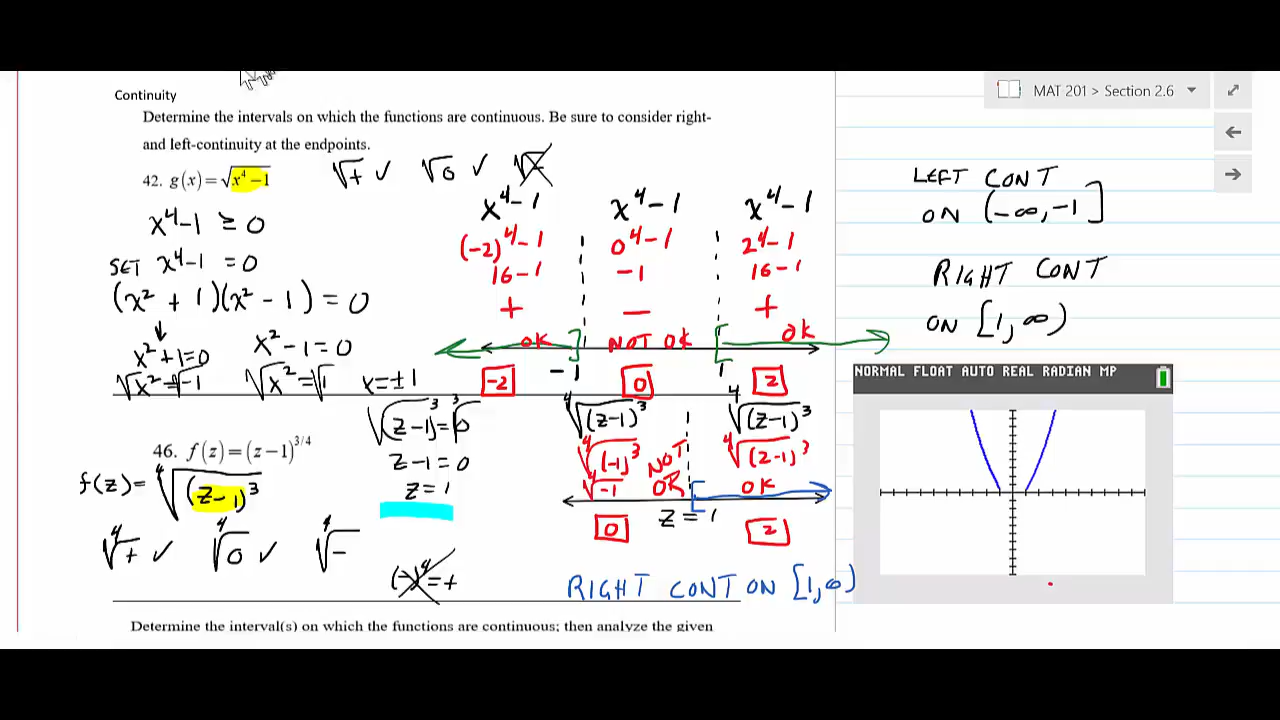 Continuity
Determine the intervals on which the functions are continuous. Be sure to consider right-
and left-continuity at the endpoints.
42. g(x) = √(x⁴ − 1)
√+ ✓ √0 ✓ √−
x⁴ − 1 ≥ 0
SET x⁴ − 1 = 0
(x² + 1)(x² − 1) = 0
x² + 1 = 0 x² − 1 = 0
√x² = √−1 √x² = √1 x = ±1
x⁴ − 1 x⁴ − 1 x⁴ − 1
(−2)⁴ − 1 0⁴ − 1 2⁴ − 1
16 − 1 −1 16 − 1
+ − +
OK NOT OK OK
−1 1
−2 0 2
46. f(z) = (z − 1)^{3/4}
f(z) = ⁴√(z − 1)³
⁴√+ ✓ ⁴√0 ✓ ⁴√−
³√(z − 1)³ = ³√0
z − 1 = 0
z = 1
(−)⁴ = +
⁴√(z − 1)³ ⁴√(z − 1)³
⁴√(−1)³ NOT ⁴√(2 − 1)³
⁴√−1 OK OK
z = 1
0 2
RIGHT CONT ON [1, ∞)
Determine the interval(s) on which the functions are continuous; then analyze the given
MAT 201 > Section 2.6
LEFT CONT
ON (−∞, −1]
RIGHT CONT
ON [1, ∞)
NORMAL FLOAT AUTO REAL RADIAN MP